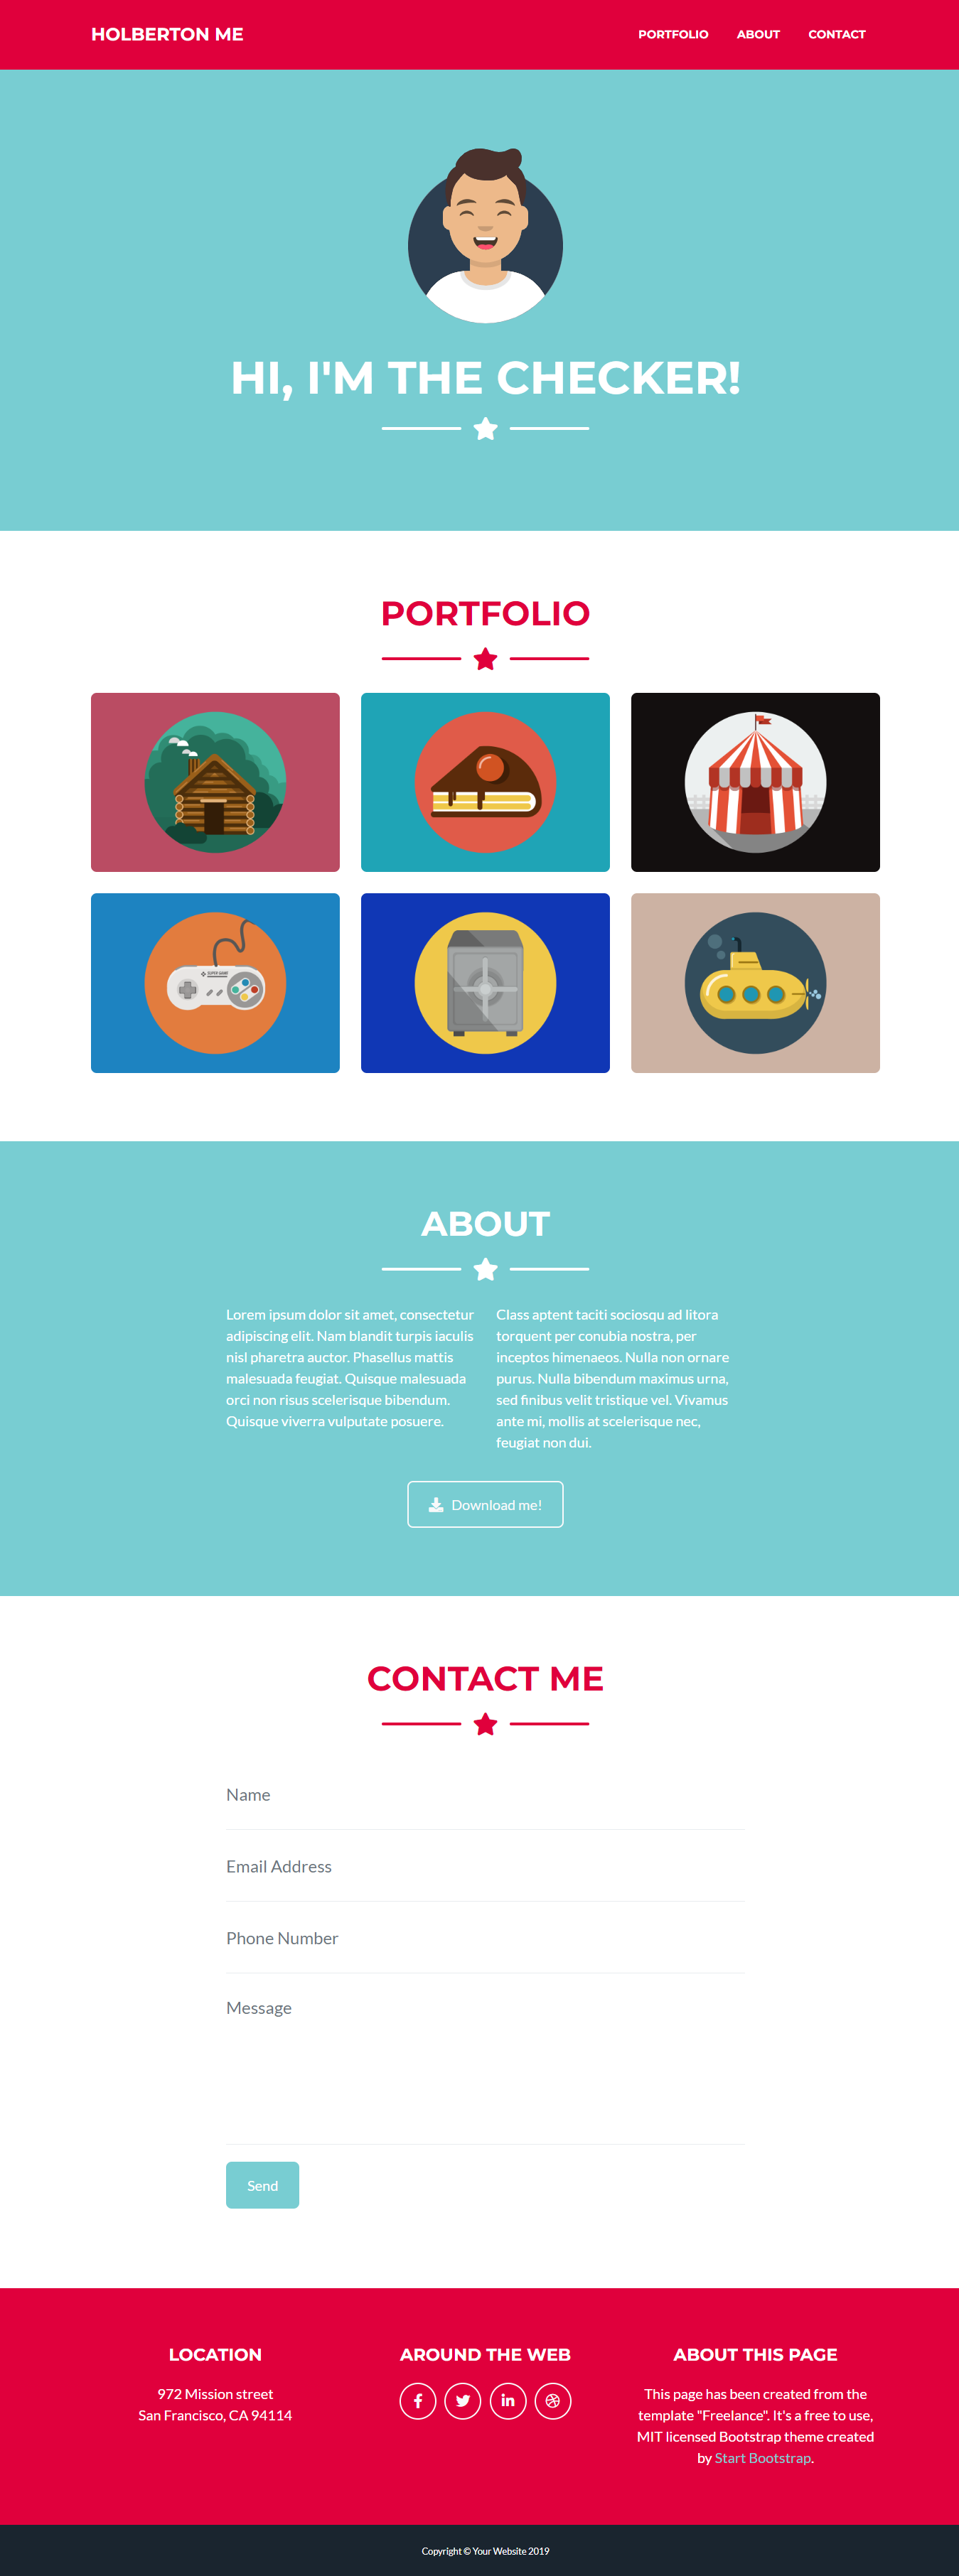 HOLBERTON ME
PORTFOLIO ABOUT CONTACT
HI, I'M THE CHECKER!
PORTFOLIO
SUPER GAME
ABOUT
Lorem ipsum dolor sit amet, consectetur
adipiscing elit. Nam blandit turpis iaculis
nisl pharetra auctor. Phasellus mattis
malesuada feugiat. Quisque malesuada
orci non risus scelerisque bibendum.
Quisque viverra vulputate posuere.
Class aptent taciti sociosqu ad litora
torquent per conubia nostra, per
inceptos himenaeos. Nulla non ornare
purus. Nulla bibendum maximus urna,
sed finibus velit tristique vel. Vivamus
ante mi, mollis at scelerisque nec,
feugiat non dui.
Download me!
CONTACT ME
Name
Email Address
Phone Number
Message
Send
LOCATION
972 Mission street
San Francisco, CA 94114
AROUND THE WEB
ABOUT THIS PAGE
This page has been created from the
template "Freelance". It's a free to use,
MIT licensed Bootstrap theme created
by Start Bootstrap.
Copyright © Your Website 2019